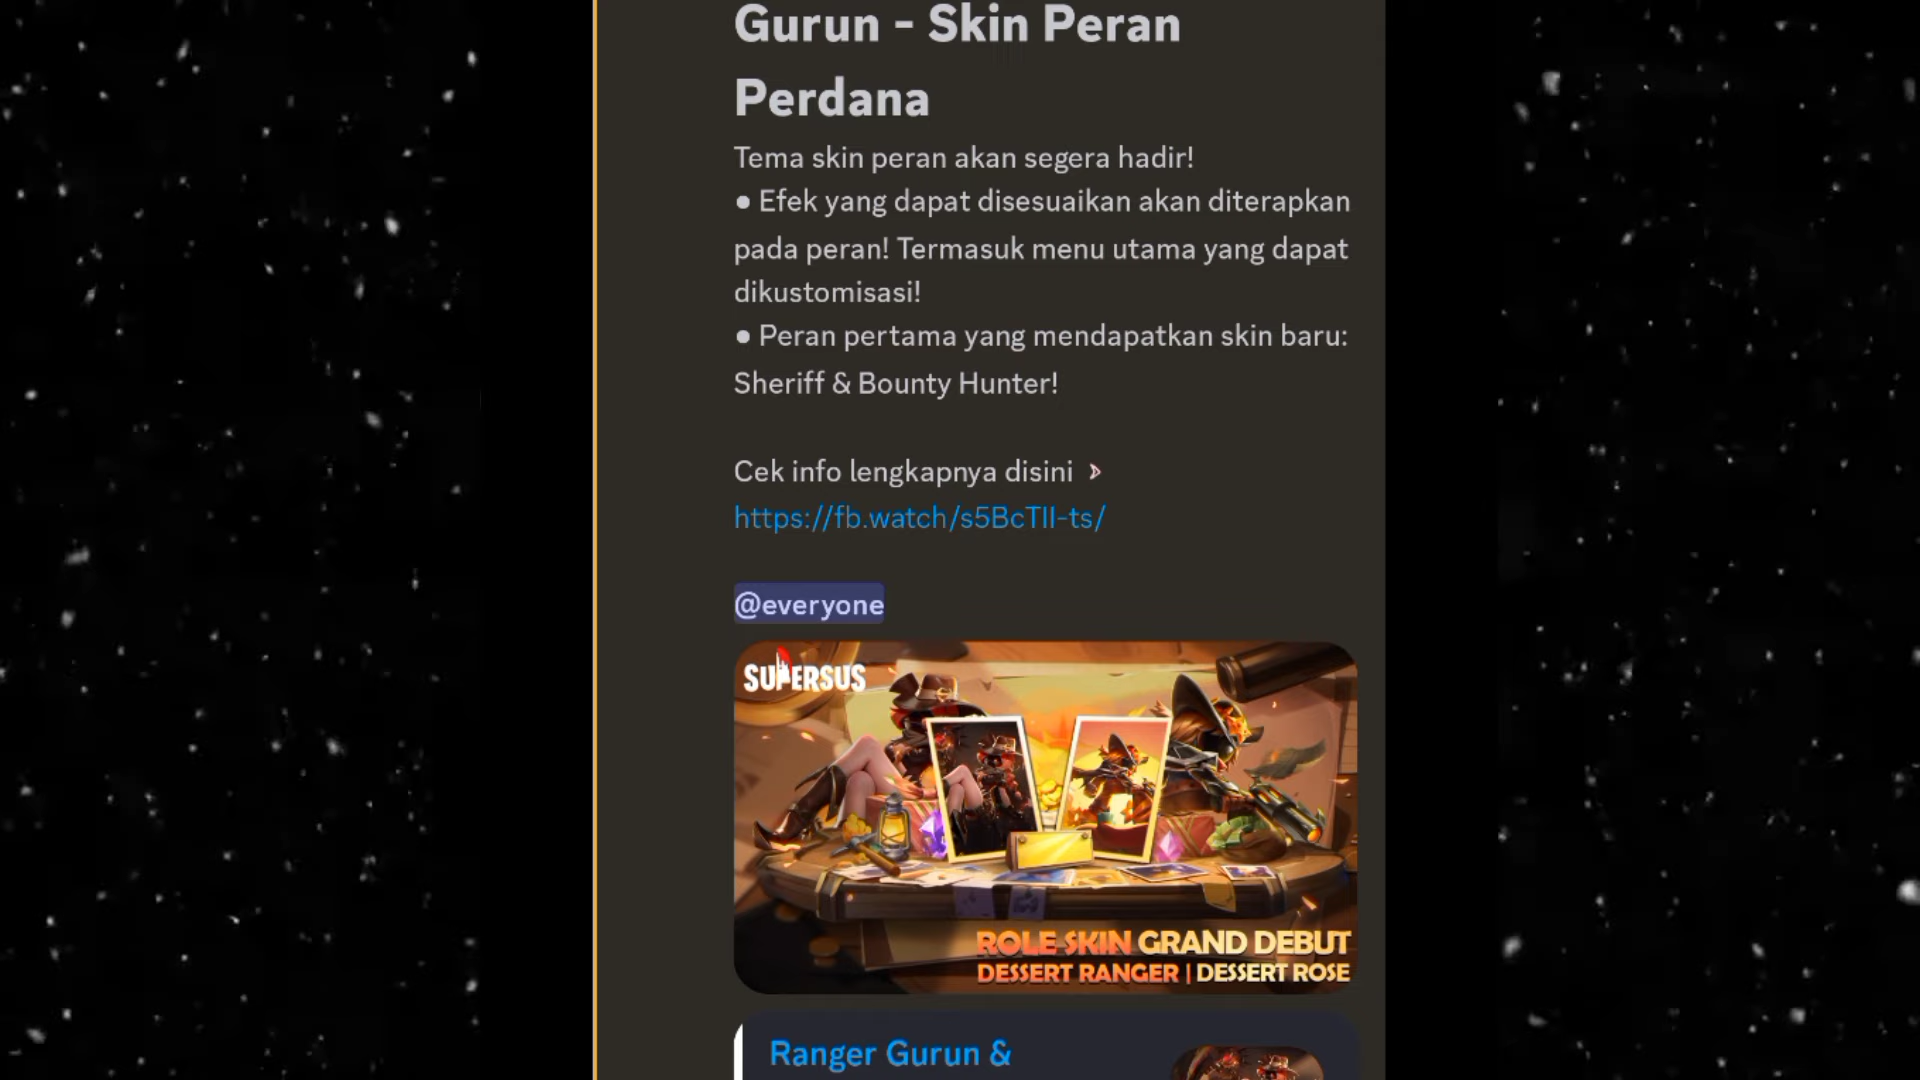 Gurun - Skin Peran
Perdana
Tema skin peran akan segera hadir!
● Efek yang dapat disesuaikan akan diterapkan
pada peran! Termasuk menu utama yang dapat
dikustomisasi!
● Peran pertama yang mendapatkan skin baru:
Sheriff & Bounty Hunter!
Cek info lengkapnya disini
https://fb.watch/s5BcTII-ts/
@everyone
SUPERSUS
ROLE SKIN GRAND DEBUT
DESSERT RANGER | DESSERT ROSE
Ranger Gurun &